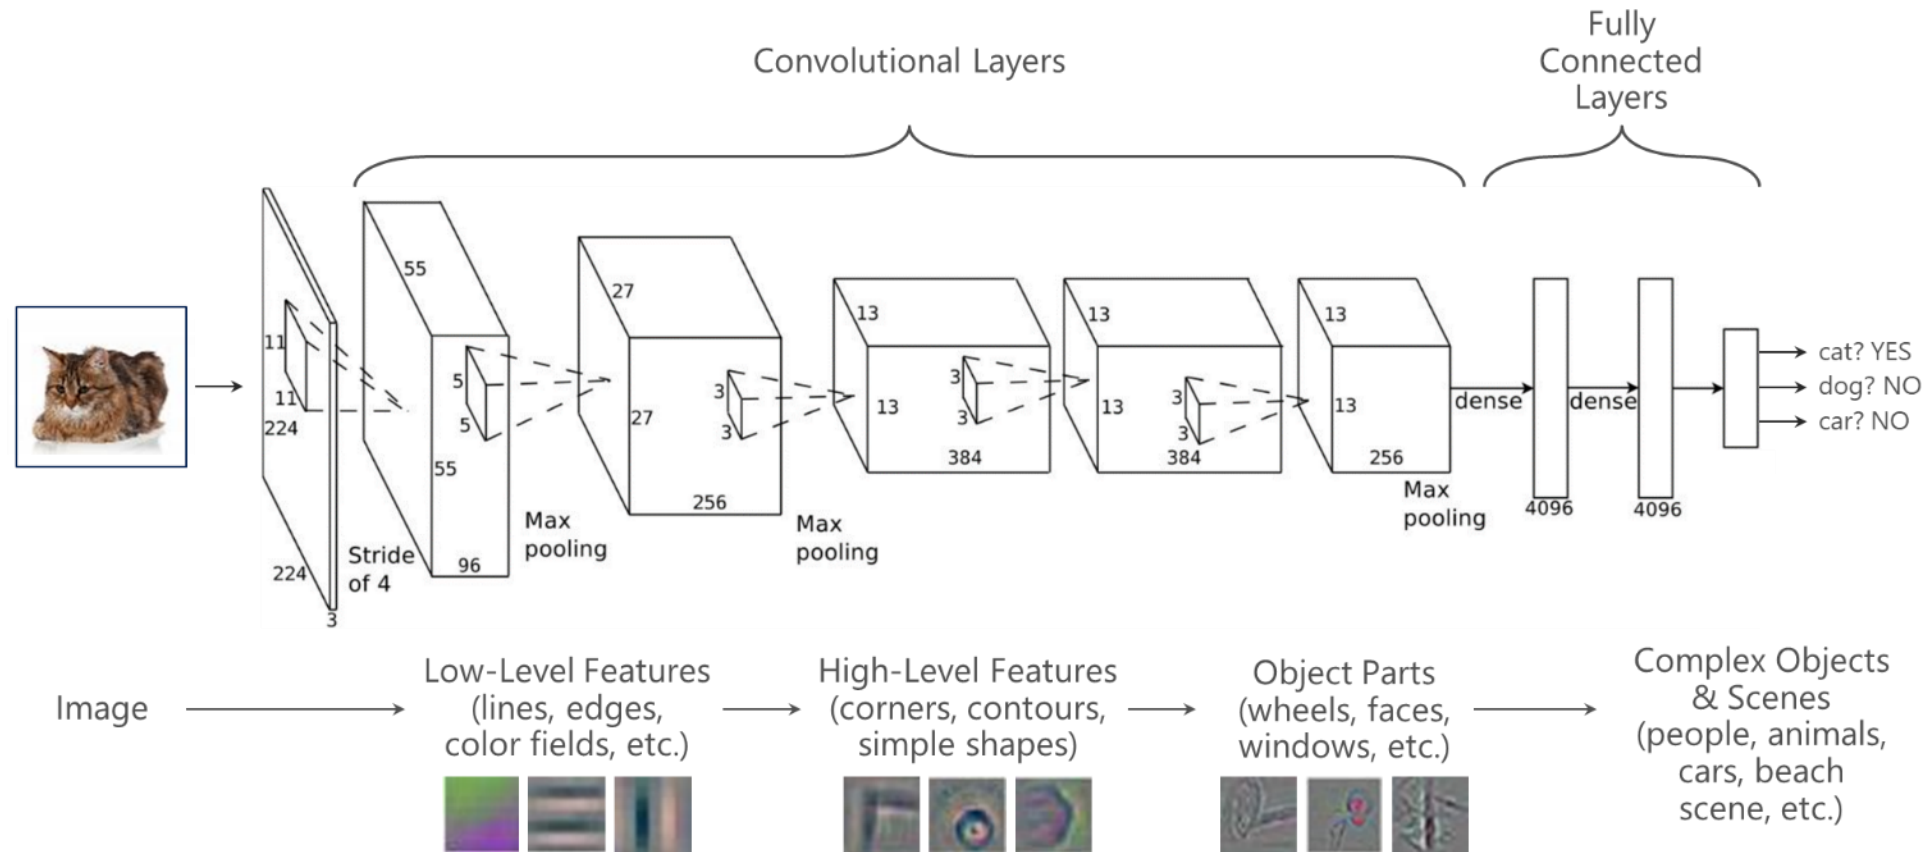 Convolutional Layers
Fully
Connected
Layers
11
11
224
224
3
Stride
of 4
55
55
96
5
5
Max
pooling
27
27
256
3
3
Max
pooling
13
13
384
3
3
13
13
384
3
3
13
13
256
Max
pooling
dense
4096
dense
4096
cat? YES
dog? NO
car? NO
Image
Low-Level Features
(lines, edges,
color fields, etc.)
High-Level Features
(corners, contours,
simple shapes)
Object Parts
(wheels, faces,
windows, etc.)
Complex Objects
& Scenes
(people, animals,
cars, beach
scene, etc.)